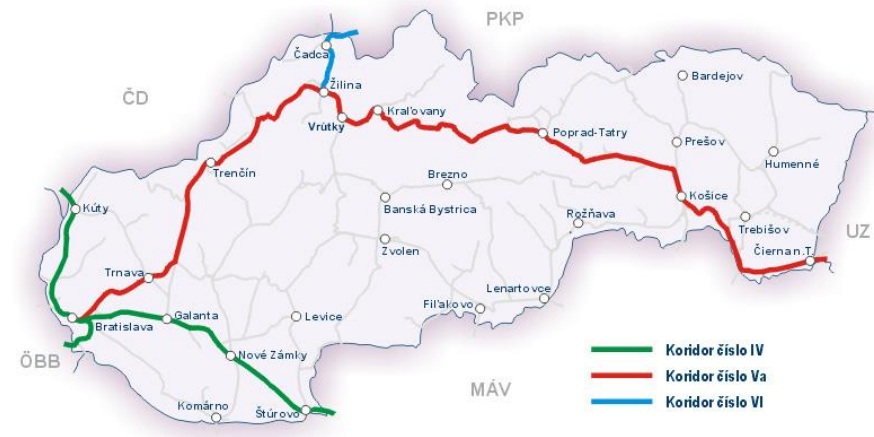 PKP
Čadca
ČD
Žilina
Bardejov
Kraľovany
Vrútky
Poprad-Tatry
Prešov
Trenčín
Humenné
Brezno
Košice
Banská Bystrica
Kúty
Rožňava
Trebišov
UZ
Zvolen
Čierna n.T.
Trnava
Lenartovce
Fiľakovo
Galanta
Levice
Bratislava
ÖBB
Nové Zámky
MÁV
Komárno
Štúrovo
Koridor číslo IV
Koridor číslo Va
Koridor číslo VI